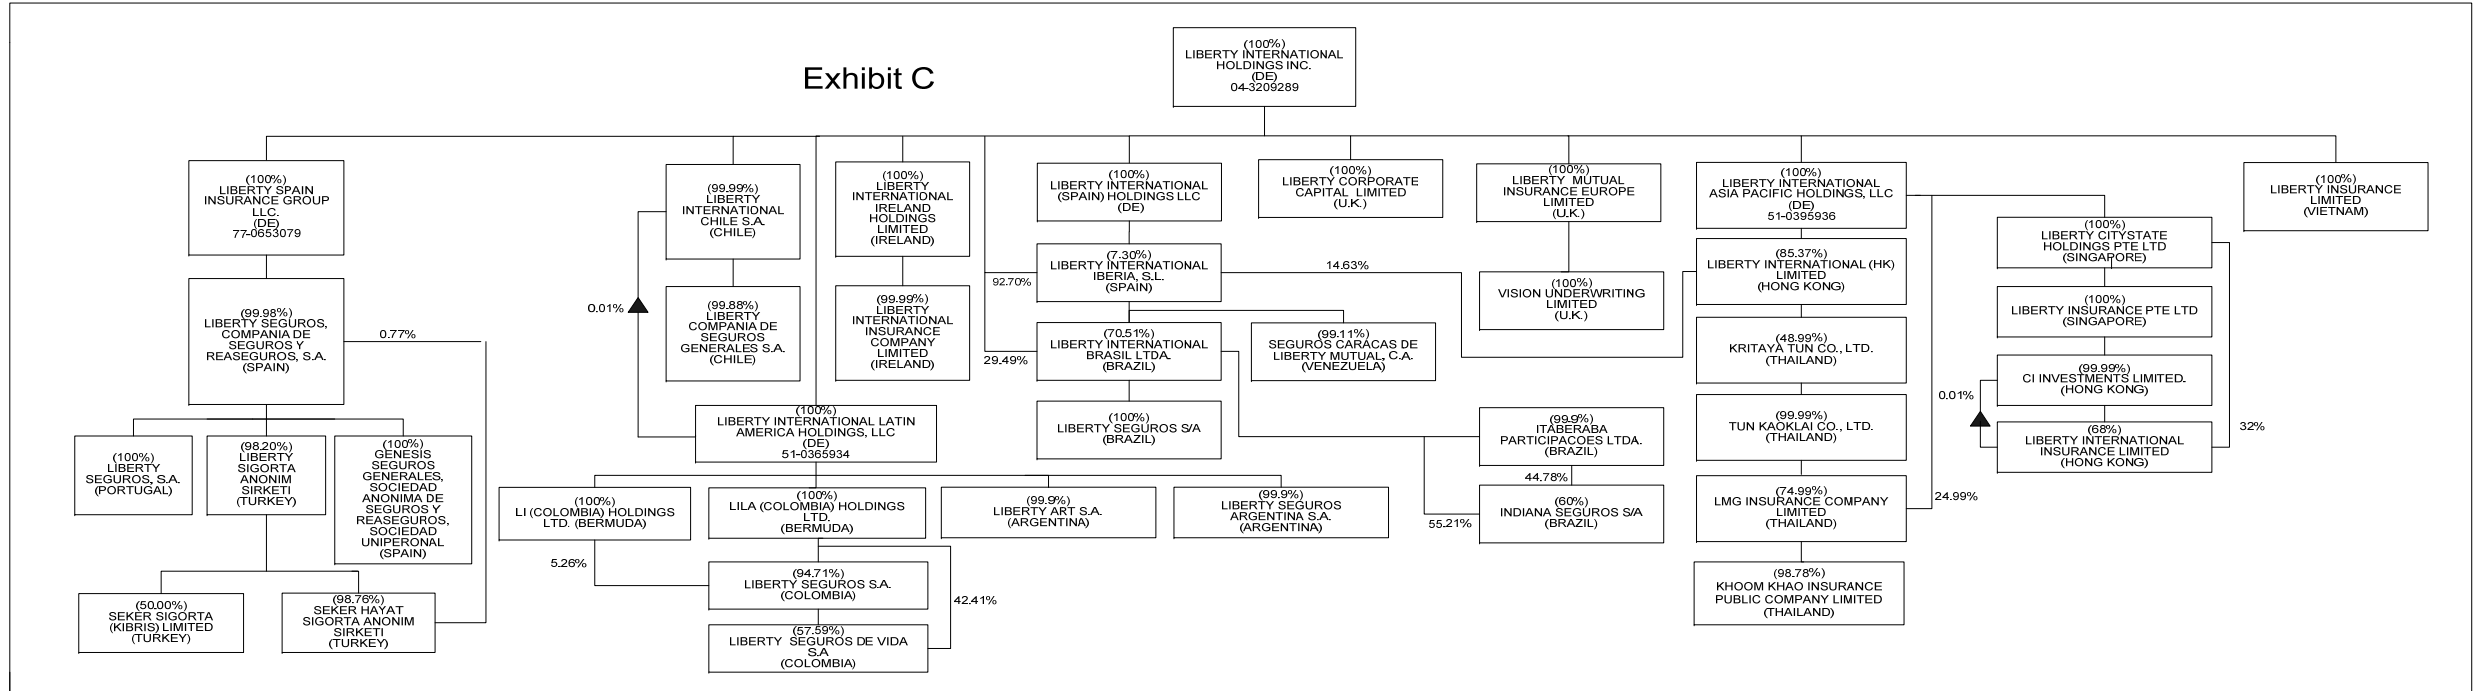 Exhibit C
(100%)
LIBERTY INTERNATIONAL
HOLDINGS INC.
(DE)
04-3209289
(100%)
LIBERTY SPAIN
INSURANCE GROUP
LLC.
(DE)
77-0653079
(99.98%)
LIBERTY SEGUROS,
COMPANIA DE
SEGUROS Y
REASEGUROS, S.A.
(SPAIN)
0.77%
(100%)
LIBERTY
SEGUROS, S.A.
(PORTUGAL)
(98.20%)
LIBERTY
SIGORTA
ANONIM
SIRKETI
(TURKEY)
(100%)
GENESIS
SEGUROS
GENERALES,
SOCIEDAD
ANONIMA DE
SEGUROS Y
REASEGUROS,
SOCIEDAD
UNIPERONAL
(SPAIN)
(50.00%)
SEKER SIGORTA
(KIBRIS) LIMITED
(TURKEY)
(98.76%)
SEKER HAYAT
SIGORTA ANONIM
SIRKETI
(TURKEY)
(99.99%)
LIBERTY
INTERNATIONAL
CHILE S.A.
(CHILE)
0.01%
(99.88%)
LIBERTY
COMPANIA DE
SEGUROS
GENERALES S.A.
(CHILE)
(100%)
LIBERTY INTERNATIONAL LATIN
AMERICA HOLDINGS, LLC
(DE)
51-0365934
(100%)
LI (COLOMBIA) HOLDINGS
LTD. (BERMUDA)
5.26%
(100%)
LILA (COLOMBIA) HOLDINGS
LTD.
(BERMUDA)
(94.71%)
LIBERTY SEGUROS S.A.
(COLOMBIA)
42.41%
(57.59%)
LIBERTY SEGUROS DE VIDA
S.A
(COLOMBIA)
(99.9%)
LIBERTY ART S.A.
(ARGENTINA)
(99.9%)
LIBERTY SEGUROS
ARGENTINA S.A.
(ARGENTINA)
(100%)
LIBERTY
INTERNATIONAL
IRELAND
HOLDINGS
LIMITED
(IRELAND)
(99.99%)
LIBERTY
INTERNATIONAL
INSURANCE
COMPANY
LIMITED
(IRELAND)
(100%)
LIBERTY INTERNATIONAL
(SPAIN) HOLDINGS LLC
(DE)
92.70%
(7.30%)
LIBERTY INTERNATIONAL
IBERIA, S.L.
(SPAIN)
14.63%
29.49%
(70.51%)
LIBERTY INTERNATIONAL
BRASIL LTDA.
(BRAZIL)
(99.11%)
SEGUROS CARACAS DE
LIBERTY MUTUAL, C.A.
(VENEZUELA)
(100%)
LIBERTY SEGUROS S/A
(BRAZIL)
(99.9%)
ITABERABA
PARTICIPACOES LTDA.
(BRAZIL)
44.78%
55.21%
(60%)
INDIANA SEGUROS S/A
(BRAZIL)
(100%)
LIBERTY CORPORATE
CAPITAL LIMITED
(U.K.)
(100%)
LIBERTY MUTUAL
INSURANCE EUROPE
LIMITED
(U.K.)
(100%)
VISION UNDERWRITING
LIMITED
(U.K.)
(100%)
LIBERTY INTERNATIONAL
ASIA PACIFIC HOLDINGS, LLC
(DE)
51-0395936
(85.37%)
LIBERTY INTERNATIONAL (HK)
LIMITED
(HONG KONG)
(48.99%)
KRITAYA TUN CO., LTD.
(THAILAND)
(99.99%)
TUN KAOKLAI CO., LTD.
(THAILAND)
(74.99%)
LMG INSURANCE COMPANY
LIMITED
(THAILAND)
24.99%
(98.78%)
KHOOM KHAO INSURANCE
PUBLIC COMPANY LIMITED
(THAILAND)
(100%)
LIBERTY CITYSTATE
HOLDINGS PTE LTD
(SINGAPORE)
(100%)
LIBERTY INSURANCE PTE LTD
(SINGAPORE)
(99.99%)
CI INVESTMENTS LIMITED.
(HONG KONG)
0.01%
(68%)
LIBERTY INTERNATIONAL
INSURANCE LIMITED
(HONG KONG)
32%
(100%)
LIBERTY INSURANCE
LIMITED
(VIETNAM)